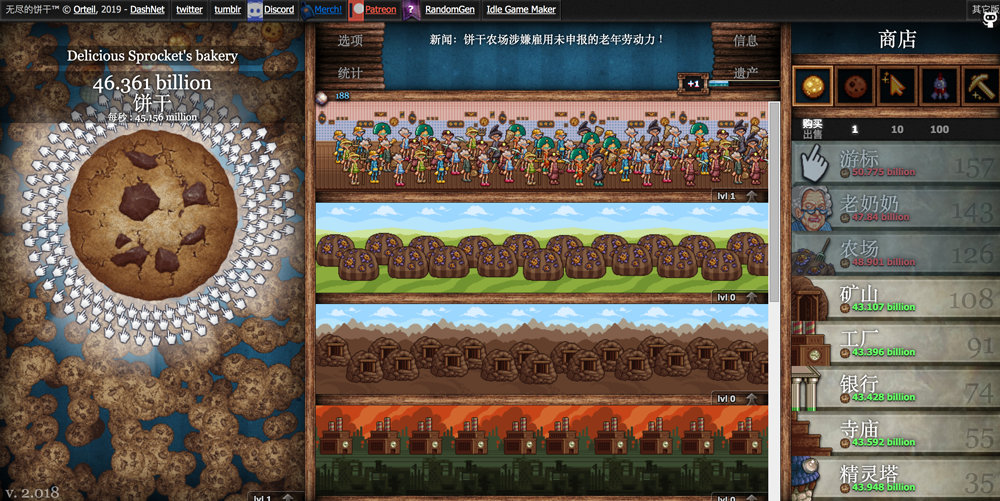 无尽的饼干™ © Orteil, 2019 - DashNet
twitter
tumblr
Discord
Merch!
Patreon
?
RandomGen
Idle Game Maker
其它版
Delicious Sprocket's bakery
46.361 billion
饼干
每秒 : 45.156 million
v. 2.018
lvl 1
选项
统计
新闻：饼干农场涉嫌雇用未申报的老年劳动力！
信息
遗产
+1
188
lvl 1
lvl 0
lvl 0
lvl 0
商店
购买
出售
1
10
100
游标
50.775 billion
157
老奶奶
47.84 billion
143
农场
48.901 billion
126
矿山
43.107 billion
108
工厂
43.396 billion
91
银行
43.428 billion
74
寺庙
43.592 billion
55
精灵塔
43.948 billion
35